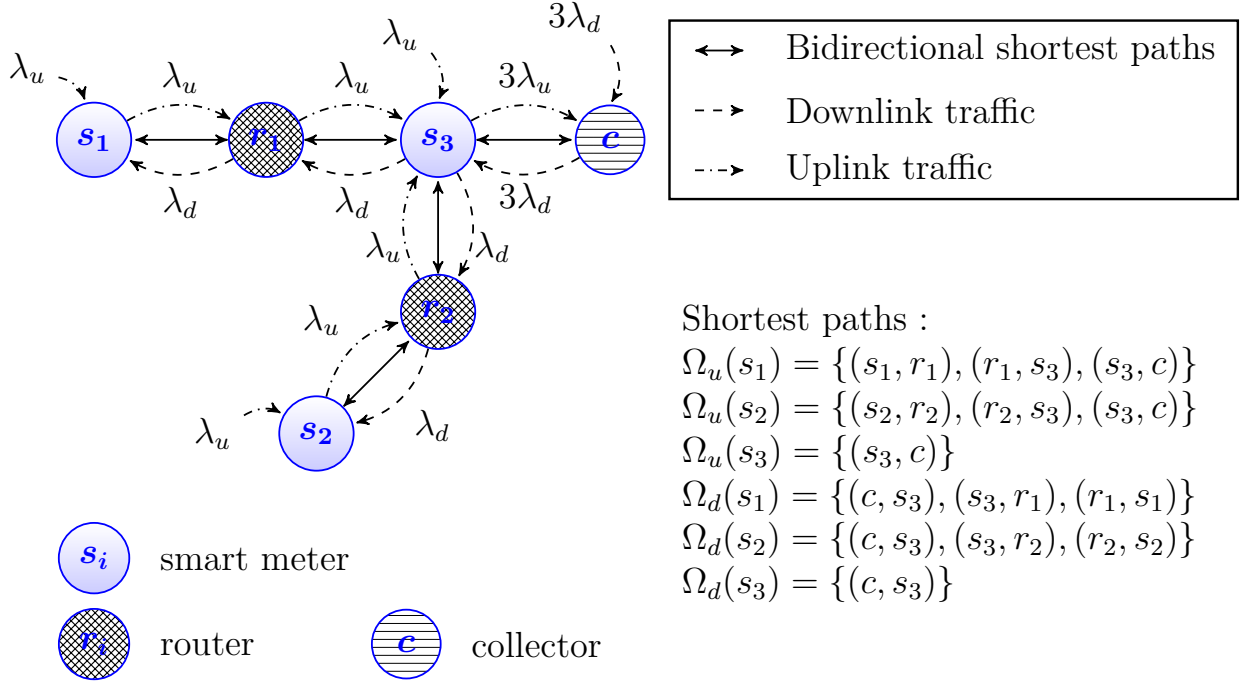 3λ_d
λ_u
λ_u
λ_u
λ_u
3λ_u
s_1
r_1
s_3
c
λ_d
λ_d
3λ_d
λ_u
λ_d
r_2
λ_u
λ_u
s_2
λ_d
s_i smart meter
r_i router
c collector
Bidirectional shortest paths
Downlink traffic
Uplink traffic
Shortest paths :
Ω_u(s_1) = {(s_1, r_1), (r_1, s_3), (s_3, c)}
Ω_u(s_2) = {(s_2, r_2), (r_2, s_3), (s_3, c)}
Ω_u(s_3) = {(s_3, c)}
Ω_d(s_1) = {(c, s_3), (s_3, r_1), (r_1, s_1)}
Ω_d(s_2) = {(c, s_3), (s_3, r_2), (r_2, s_2)}
Ω_d(s_3) = {(c, s_3)}